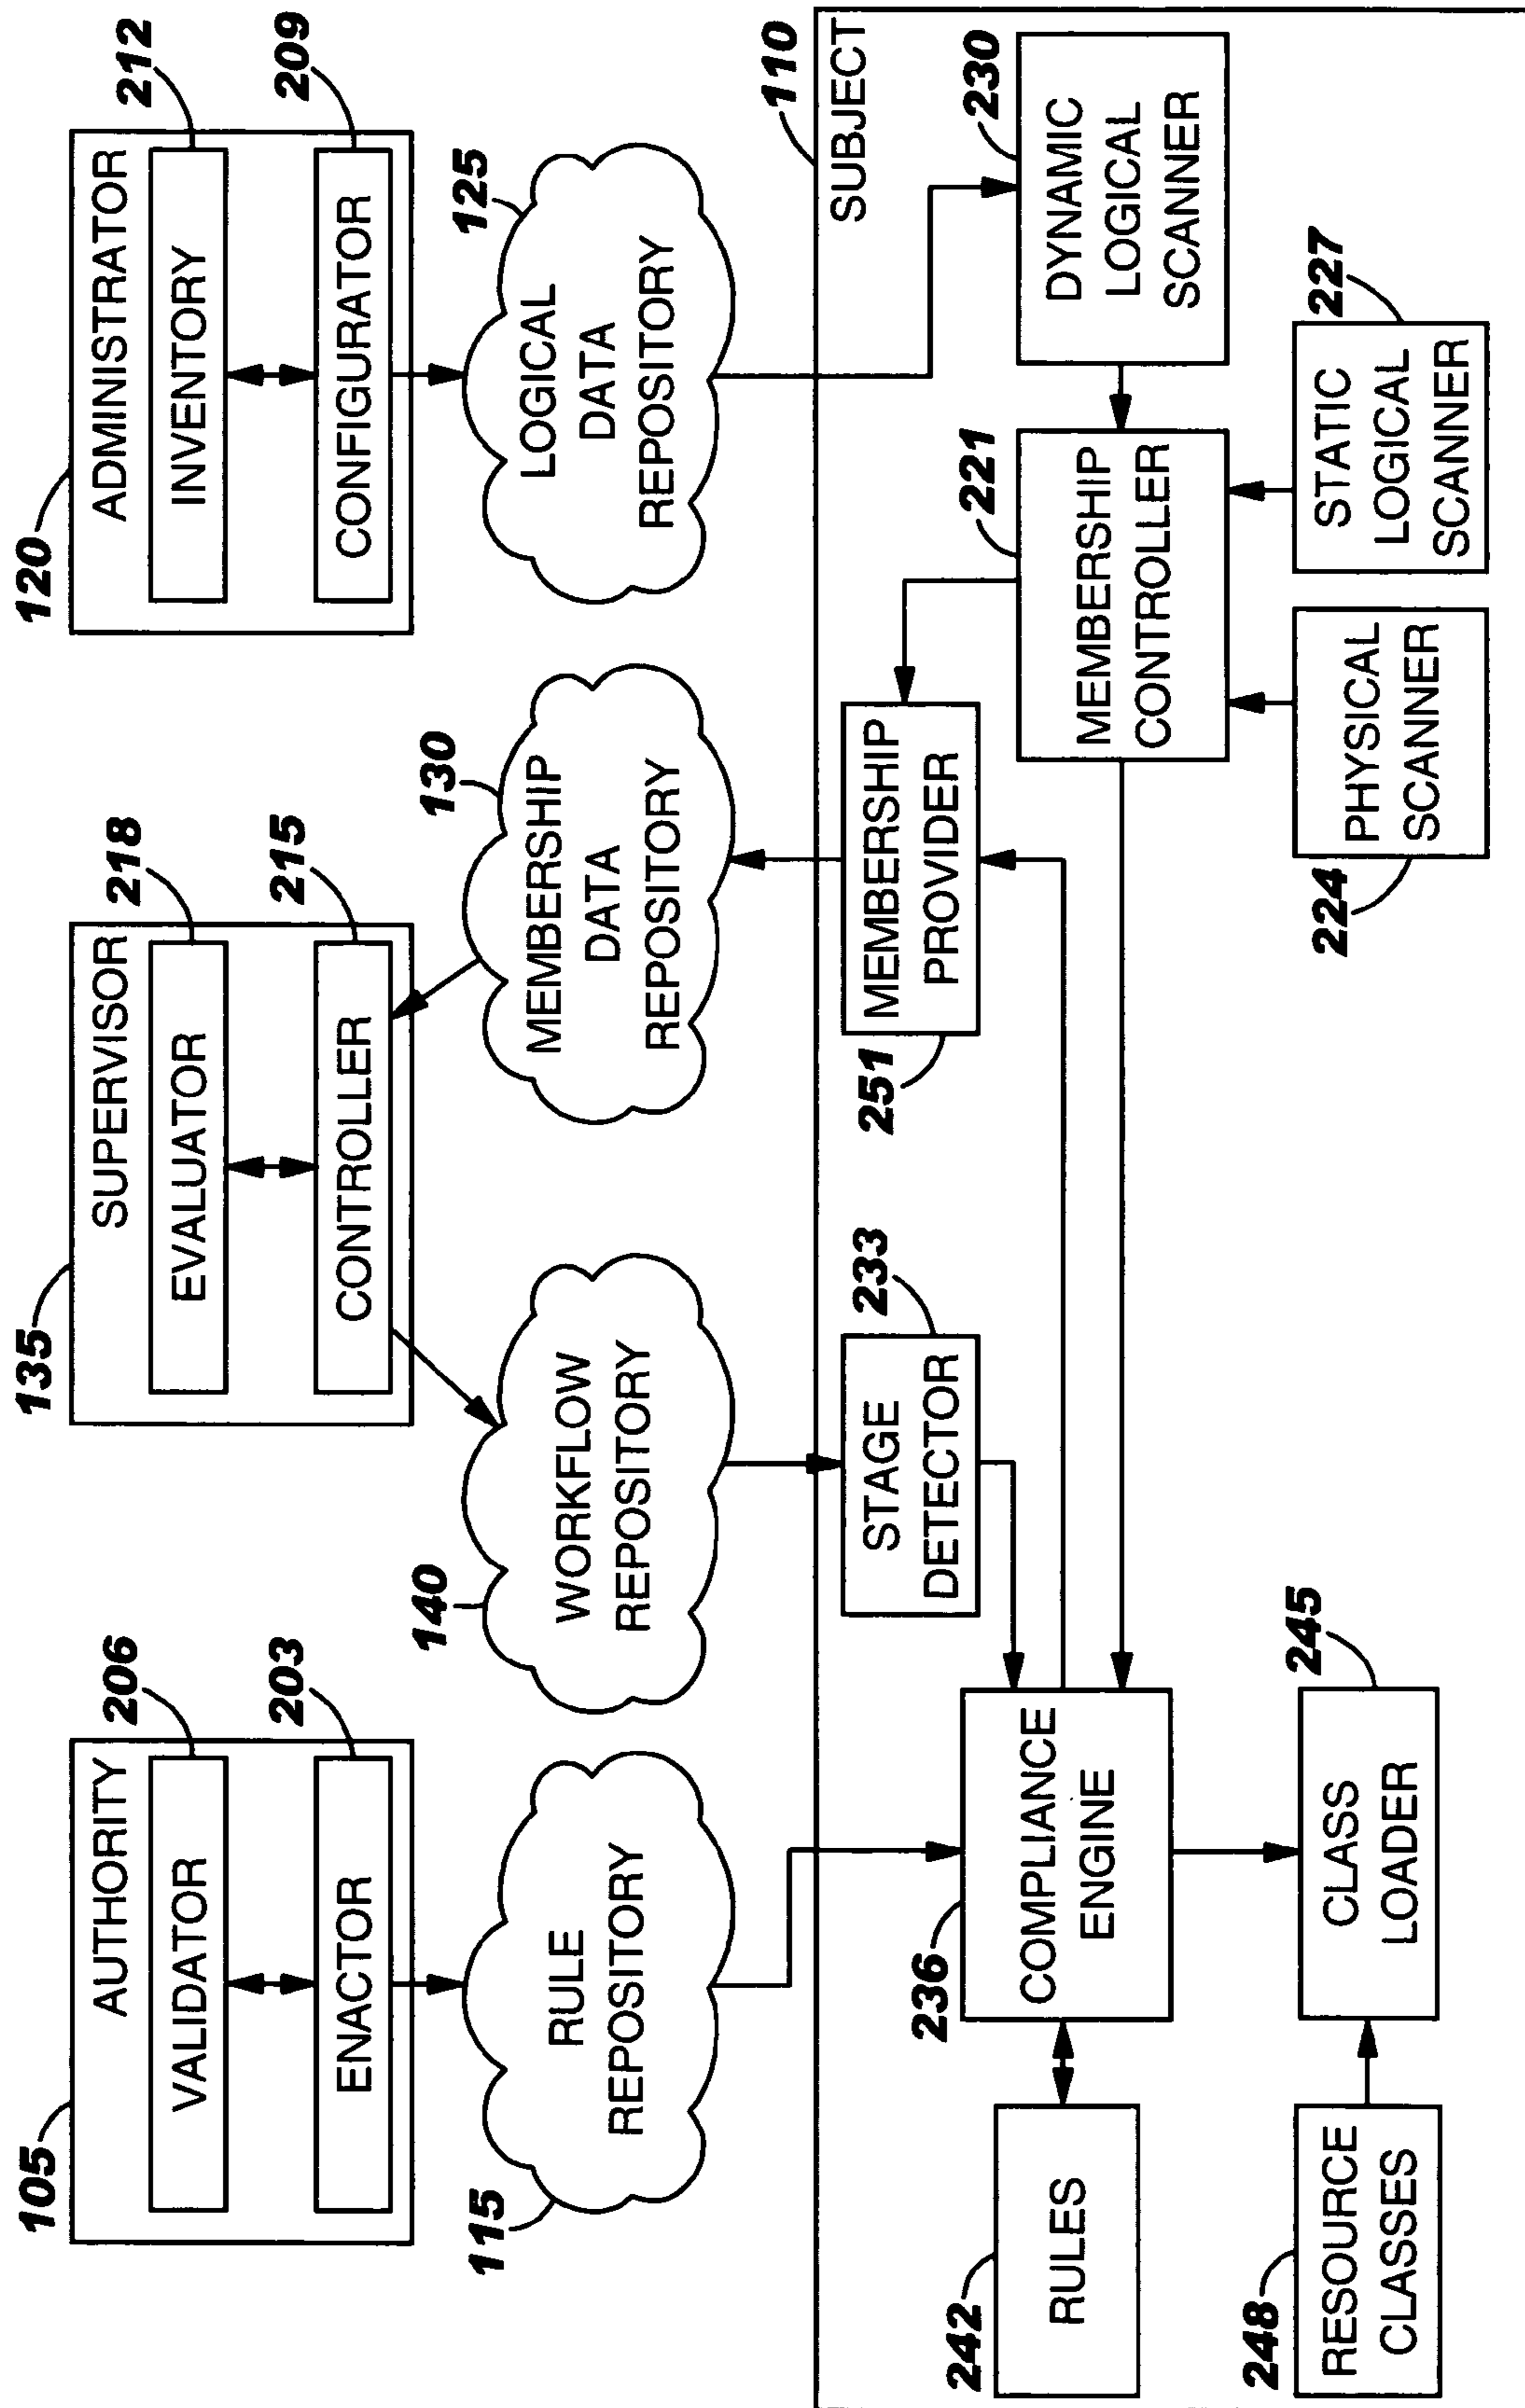 105
AUTHORITY
206
VALIDATOR
203
ENACTOR
135
SUPERVISOR
218
EVALUATOR
215
CONTROLLER
120
ADMINISTRATOR
212
INVENTORY
209
CONFIGURATOR
115
RULE
REPOSITORY
140
WORKFLOW
REPOSITORY
130
MEMBERSHIP
DATA
REPOSITORY
125
LOGICAL
DATA
REPOSITORY
110
SUBJECT
233
STAGE
DETECTOR
251
MEMBERSHIP
PROVIDER
230
DYNAMIC
LOGICAL
SCANNER
221
MEMBERSHIP
CONTROLLER
236
COMPLIANCE
ENGINE
242
RULES
248
RESOURCE
CLASSES
245
CLASS
LOADER
224
PHYSICAL
SCANNER
227
STATIC
LOGICAL
SCANNER